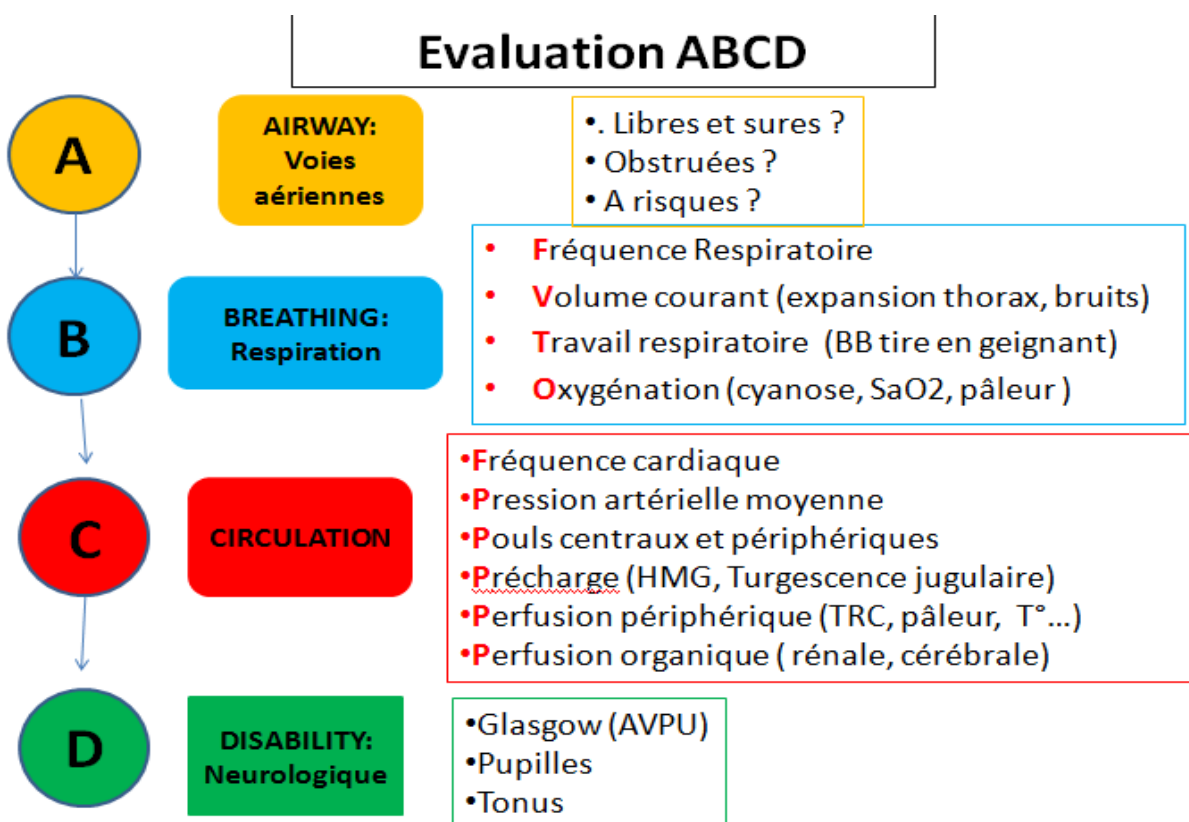 Evaluation ABCD
A
AIRWAY:
Voies
aériennes
•. Libres et sures ?
• Obstruées ?
• A risques ?
B
BREATHING:
Respiration
• Fréquence Respiratoire
• Volume courant (expansion thorax, bruits)
• Travail respiratoire (BB tire en geignant)
• Oxygénation (cyanose, SaO2, pâleur )
C
CIRCULATION
•Fréquence cardiaque
•Pression artérielle moyenne
•Pouls centraux et périphériques
•Précharge (HMG, Turgescence jugulaire)
•Perfusion périphérique (TRC, pâleur, T°...)
•Perfusion organique ( rénale, cérébrale)
D
DISABILITY:
Neurologique
•Glasgow (AVPU)
•Pupilles
•Tonus